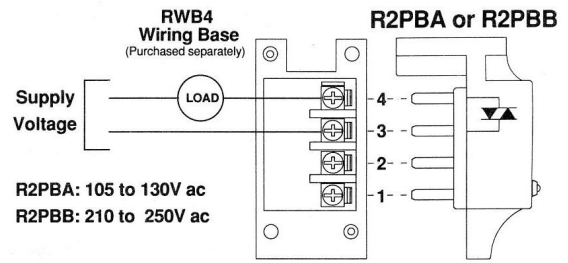 RWB4
Wiring Base
(Purchased separately)
R2PBA or R2PBB
Supply
Voltage
LOAD
-4-
-3-
-2-
-1-
R2PBA: 105 to 130V ac
R2PBB: 210 to 250V ac